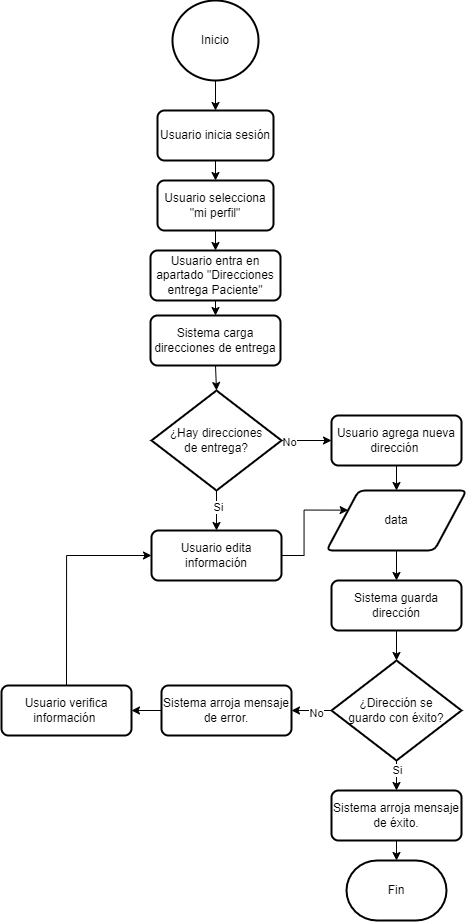 Inicio
Usuario inicia sesión
Usuario selecciona
"mi perfil"
Usuario entra en
apartado "Direcciones
entrega Paciente"
Sistema carga
direcciones de entrega
¿Hay direcciones
de entrega?
No
Usuario agrega nueva
dirección
Si
data
Usuario edita
información
Sistema guarda
dirección
¿Dirección se
guardo con éxito?
No
Sistema arroja mensaje
de error.
Usuario verifica
información
Si
Sistema arroja mensaje
de éxito.
Fin